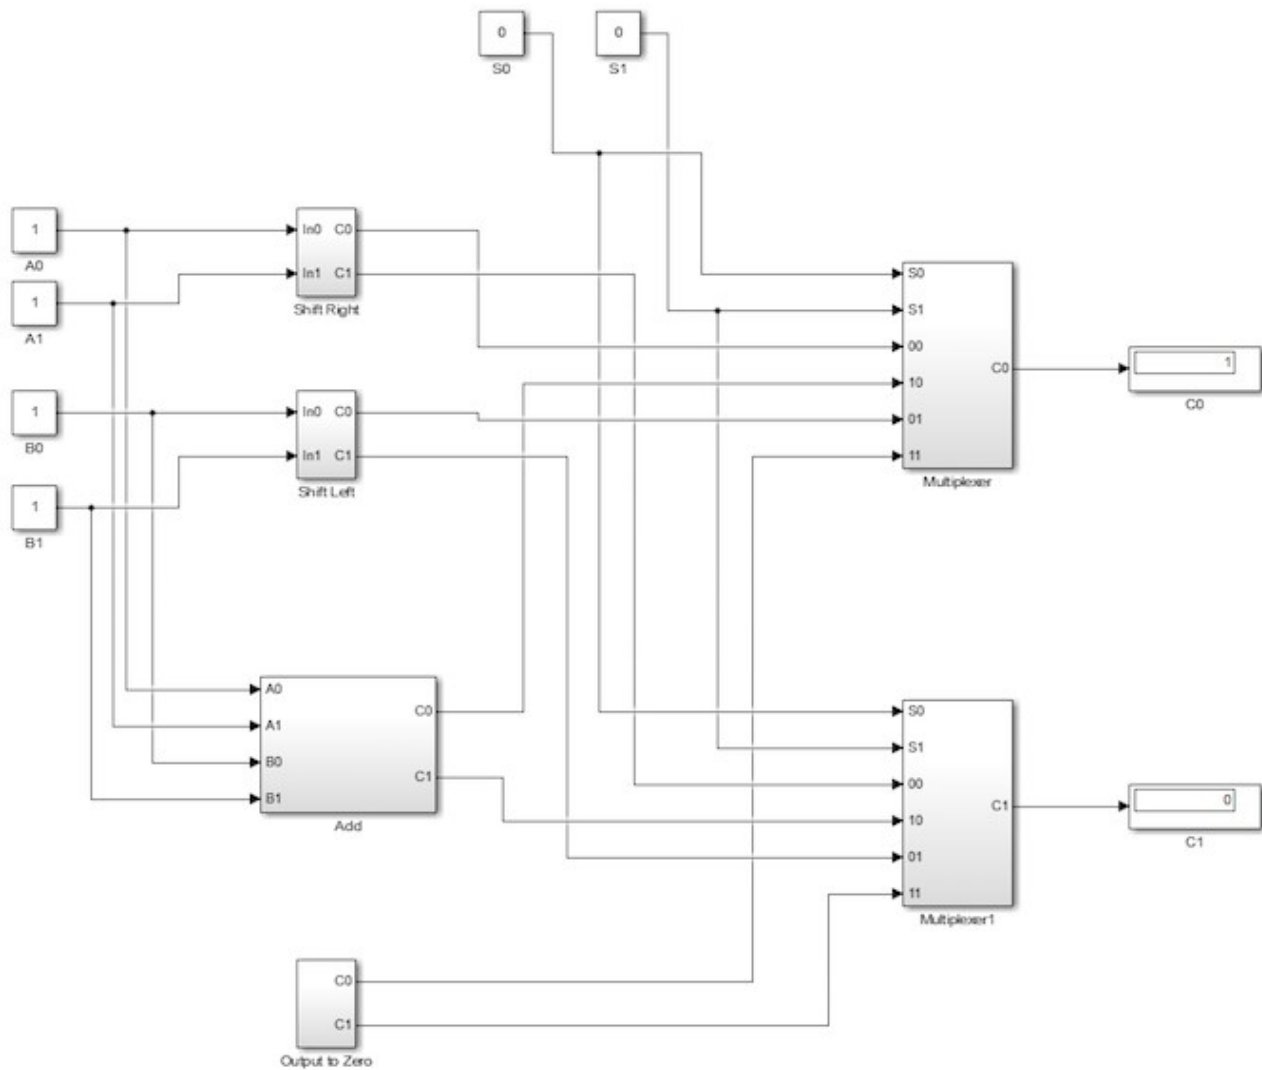 0
S0
0
S1
1
A0
1
A1
In0 C0
In1 C1
Shift Right
1
B0
1
B1
In0 C0
In1 C1
Shift Left
S0
S1
00
10
01
11
C0
Multiplexer
1
C0
A0
A1
B0
B1
C0
C1
Add
S0
S1
00
10
01
11
C1
Multiplexer1
0
C1
C0
C1
Output to Zero